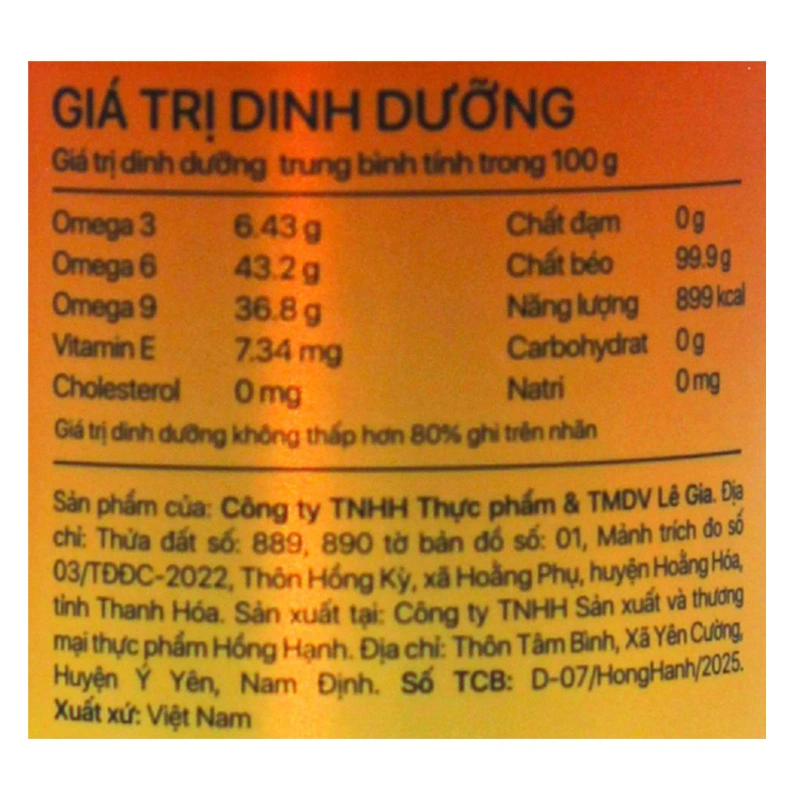 GIÁ TRỊ DINH DƯỠNG
Giá trị dinh dưỡng trung bình tính trong 100 g
Omega 3 6.43 g Chất đạm 0 g
Omega 6 43.2 g Chất béo 99.9 g
Omega 9 36.8 g Năng lượng 899 kcal
Vitamin E 7.34 mg Carbohydrat 0 g
Cholesterol 0 mg Natri 0 mg
Giá trị dinh dưỡng không thấp hơn 80% ghi trên nhãn
Sản phẩm của: Công ty TNHH Thực phẩm & TMDV Lê Gia. Địa
chỉ: Thửa đất số: 889, 890 tờ bản đồ số: 01, Mảnh trích đo số
03/TĐĐC-2022, Thôn Hồng Kỳ, xã Hoằng Phụ, huyện Hoằng Hóa,
tỉnh Thanh Hóa. Sản xuất tại: Công ty TNHH Sản xuất và thương
mại thực phẩm Hồng Hạnh. Địa chỉ: Thôn Tâm Bình, Xã Yên Cường,
Huyện Ý Yên, Nam Định. Số TCB: D-07/HongHanh/2025.
Xuất xứ: Việt Nam